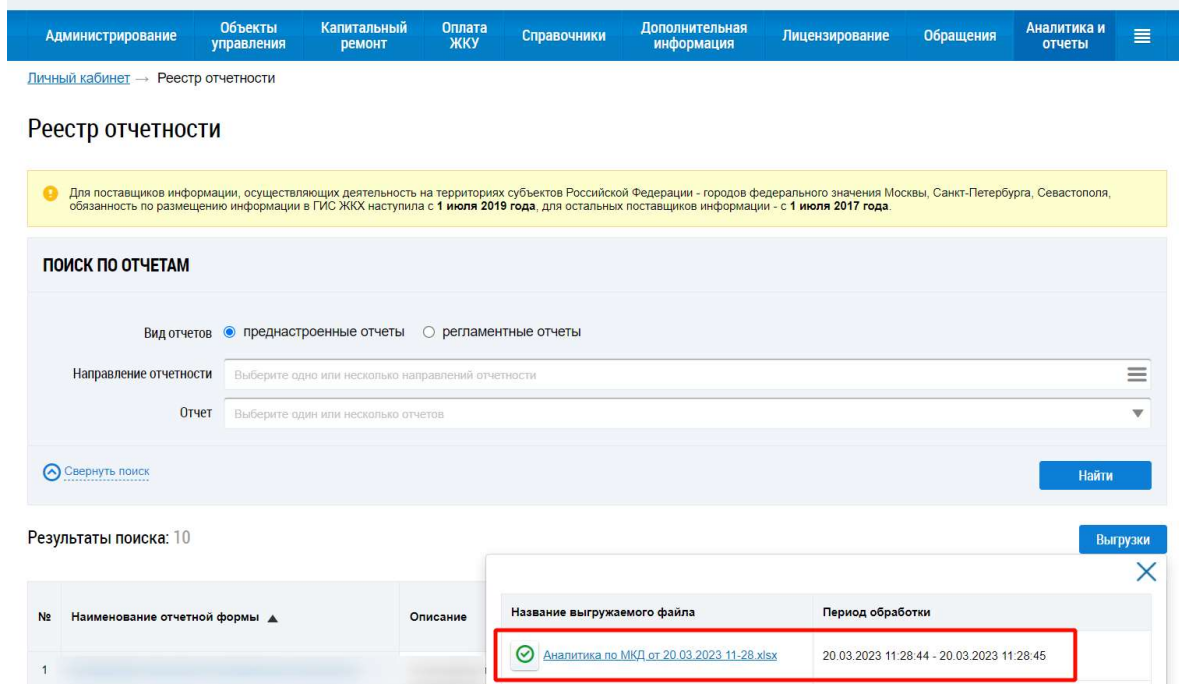 Администрирование
Объекты управления
Капитальный ремонт
Оплата ЖКУ
Справочники
Дополнительная информация
Лицензирование
Обращения
Аналитика и отчеты
Личный кабинет → Реестр отчетности
Реестр отчетности
Для поставщиков информации, осуществляющих деятельность на территориях субъектов Российской Федерации - городов федерального значения Москвы, Санкт-Петербурга, Севастополя,
обязанность по размещению информации в ГИС ЖКХ наступила с 1 июля 2019 года, для остальных поставщиков информации - с 1 июля 2017 года.
ПОИСК ПО ОТЧЕТАМ
Вид отчетов преднастроенные отчеты регламентные отчеты
Направление отчетности Выберите одно или несколько направлений отчетности
Отчет Выберите один или несколько отчетов
Свернуть поиск
Найти
Результаты поиска: 10
Выгрузки
№ Наименование отчетной формы ▲ Описание
Название выгружаемого файла Период обработки
Аналитика по МКД от 20.03.2023 11-28.xlsx 20.03.2023 11:28:44 - 20.03.2023 11:28:45
1